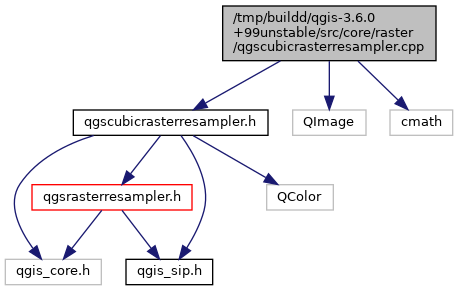 /tmp/buildd/qgis-3.6.0
+99unstable/src/core/raster
/qgscubicrasterresampler.cpp
qgscubicrasterresampler.h
QImage
cmath
qgsrasterresampler.h
QColor
qgis_core.h
qgis_sip.h